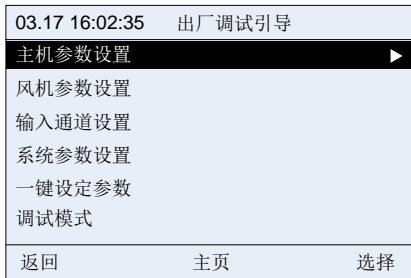 03.17 16:02:35 出厂调试引导
主机参数设置 ▶
风机参数设置
输入通道设置
系统参数设置
一键设定参数
调试模式
返回 主页 选择